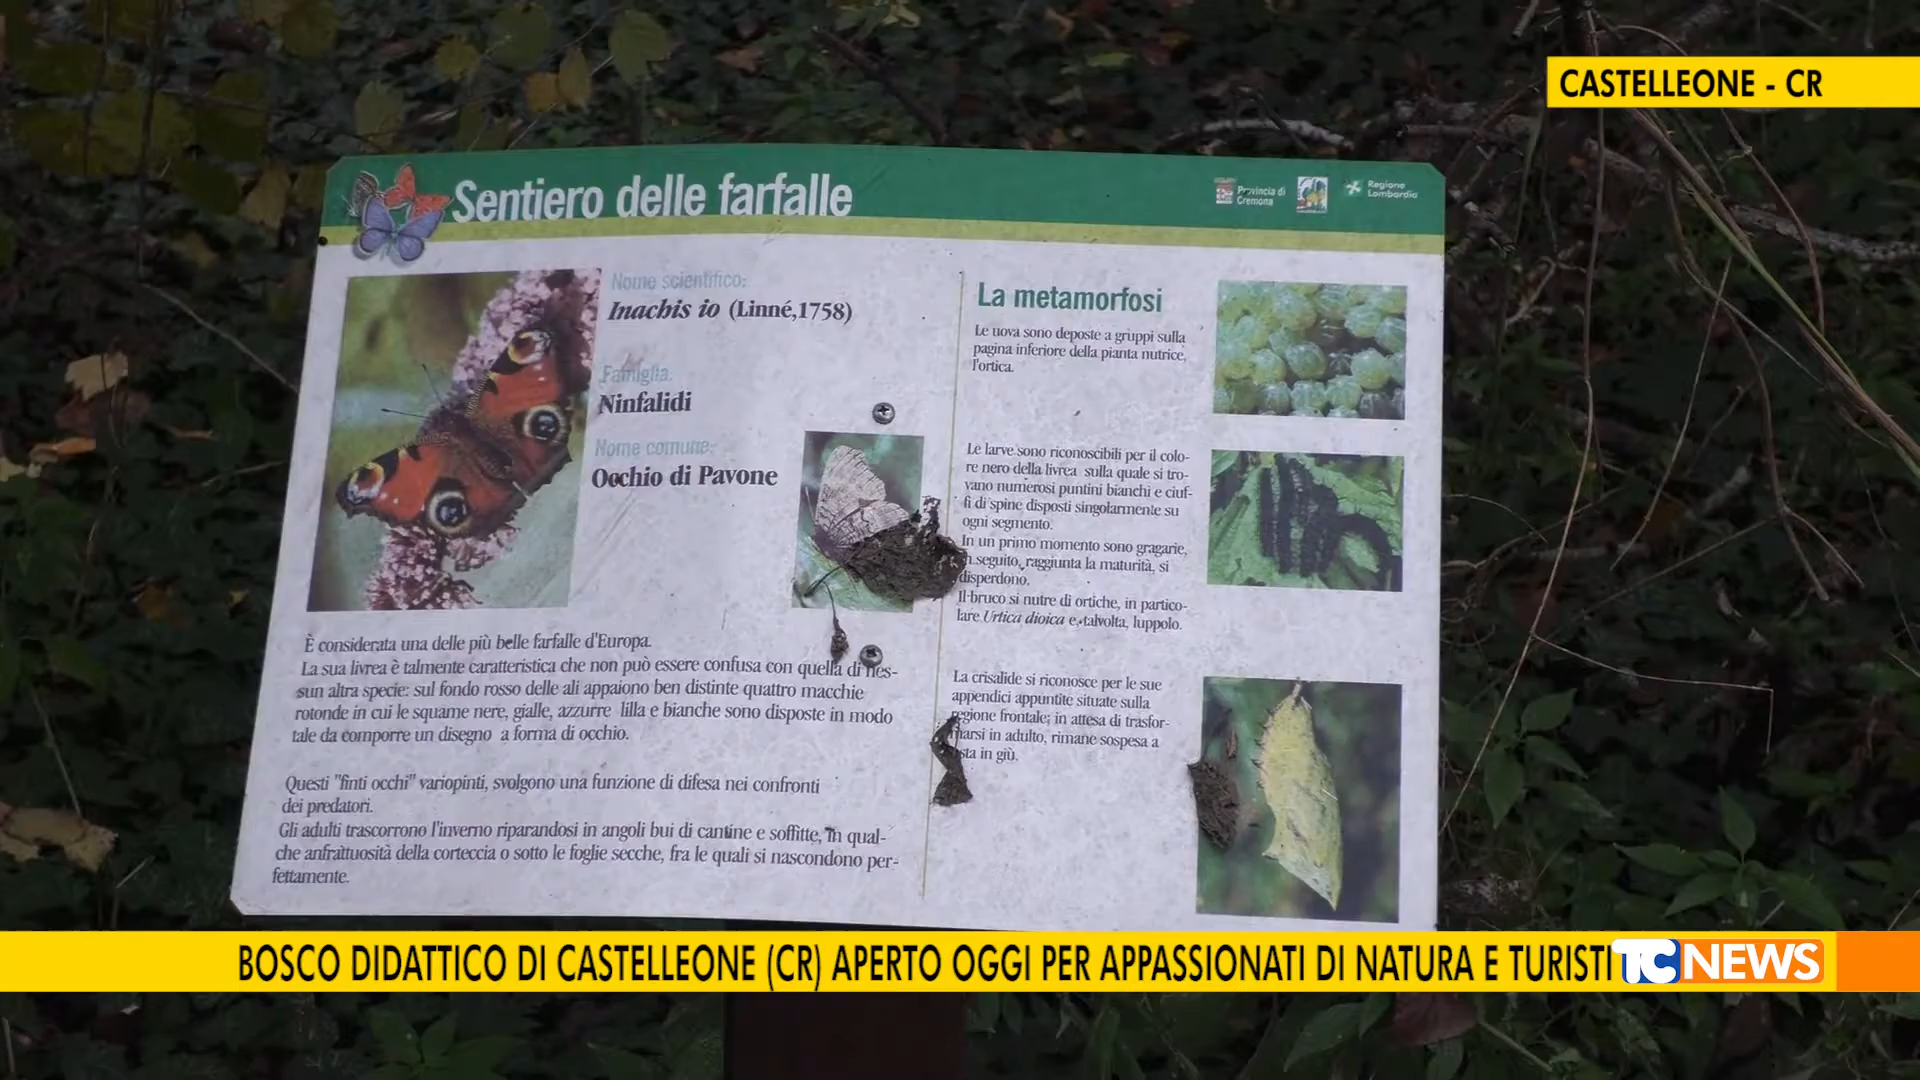 CASTELLEONE - CR
Sentiero delle farfalle
Provincia di
Cremona
Regione
Lombardia
Nome scientifico:
Inachis io (Linné,1758)
Famiglia:
Ninfalidi
Nome comune:
Occhio di Pavone
È considerata una delle più belle farfalle d'Europa.
La sua livrea è talmente caratteristica che non può essere confusa con quella di nes-
sun altra specie: sul fondo rosso delle ali appaiono ben distinte quattro macchie
rotonde in cui le squame nere, gialle, azzurre lilla e bianche sono disposte in modo
tale da comporre un disegno a forma di occhio.
Questi "finti occhi" variopinti, svolgono una funzione di difesa nei confronti
dei predatori.
Gli adulti trascorrono l'inverno riparandosi in angoli bui di cantine e soffitte, in qual-
che anfrattuosità della corteccia o sotto le foglie secche, fra le quali si nascondono per-
fettamente.
La metamorfosi
Le uova sono deposte a gruppi sulla
pagina inferiore della pianta nutrice,
l'ortica.
Le larve sono riconoscibili per il colo-
re nero della livrea sulla quale si tro-
vano numerosi puntini bianchi e ciuf-
fi di spine disposti singolarmente su
ogni segmento.
In un primo momento sono gragarie,
in seguito, raggiunta la maturità, si
disperdono.
Il bruco si nutre di ortiche, in partico-
lare Urtica dioica e, talvolta, luppolo.
La crisalide si riconosce per le sue
appendici appuntite situate sulla
regione frontale; in attesa di trasfor-
marsi in adulto, rimane sospesa a
testa in giù.
BOSCO DIDATTICO DI CASTELLEONE (CR) APERTO OGGI PER APPASSIONATI DI NATURA E TURISTI
TC NEWS